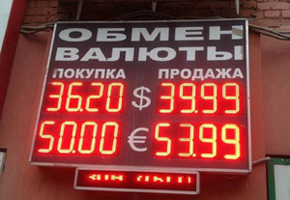 ОБМЕН
ВАЛЮТЫ
ПОКУПКА ПРОДАЖА
36.20 $ 39.99
50.00 € 53.99